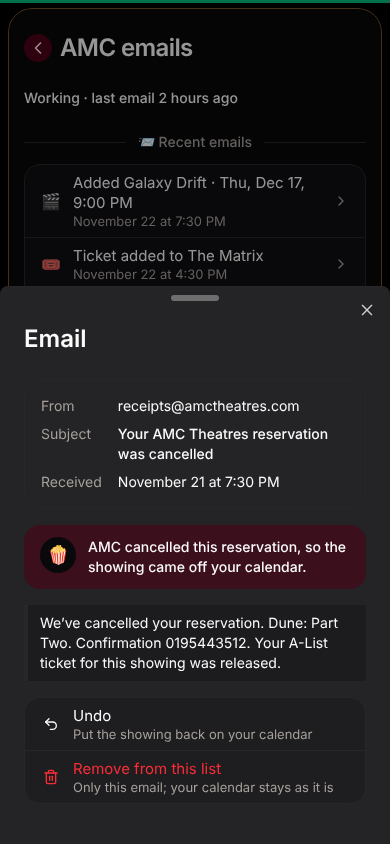 AMC emails
Working · last email 2 hours ago
Recent emails
Added Galaxy Drift · Thu, Dec 17,
9:00 PM
November 22 at 7:30 PM
Ticket added to The Matrix
November 22 at 4:30 PM
Email
From receipts@amctheatres.com
Subject Your AMC Theatres reservation
was cancelled
Received November 21 at 7:30 PM
AMC cancelled this reservation, so the
showing came off your calendar.
We’ve cancelled your reservation. Dune: Part
Two. Confirmation 0195443512. Your A-List
ticket for this showing was released.
Undo
Put the showing back on your calendar
Remove from this list
Only this email; your calendar stays as it is